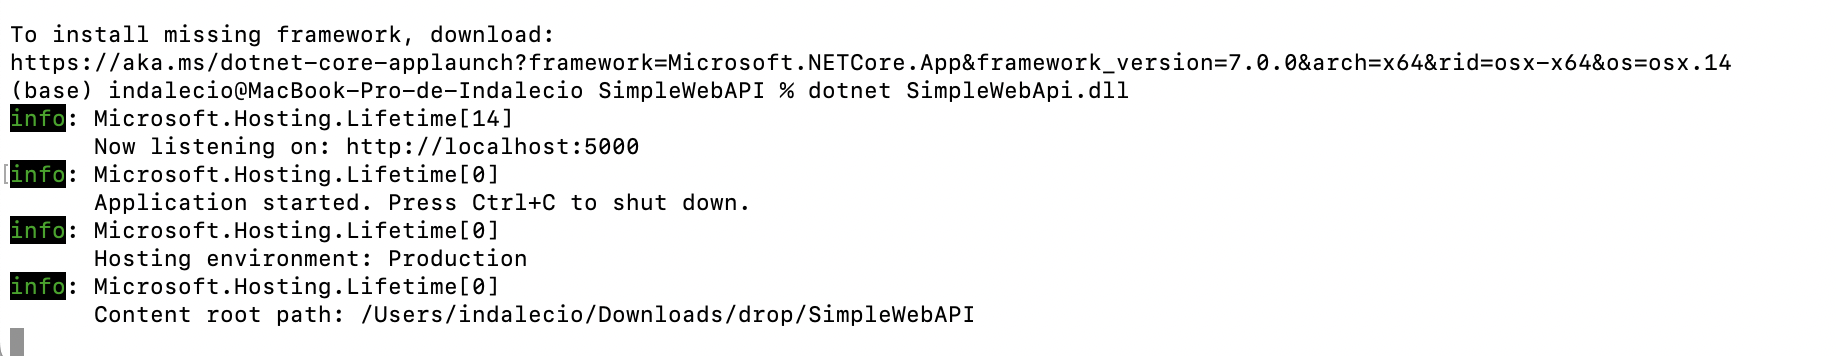 To install missing framework, download:
https://aka.ms/dotnet-core-applaunch?framework=Microsoft.NETCore.App&framework_version=7.0.0&arch=x64&rid=osx-x64&os=osx.14
(base) indalecio@MacBook-Pro-de-Indalecio SimpleWebAPI % dotnet SimpleWebApi.dll
info: Microsoft.Hosting.Lifetime[14]
      Now listening on: http://localhost:5000
[info: Microsoft.Hosting.Lifetime[0]
      Application started. Press Ctrl+C to shut down.
info: Microsoft.Hosting.Lifetime[0]
      Hosting environment: Production
info: Microsoft.Hosting.Lifetime[0]
      Content root path: /Users/indalecio/Downloads/drop/SimpleWebAPI